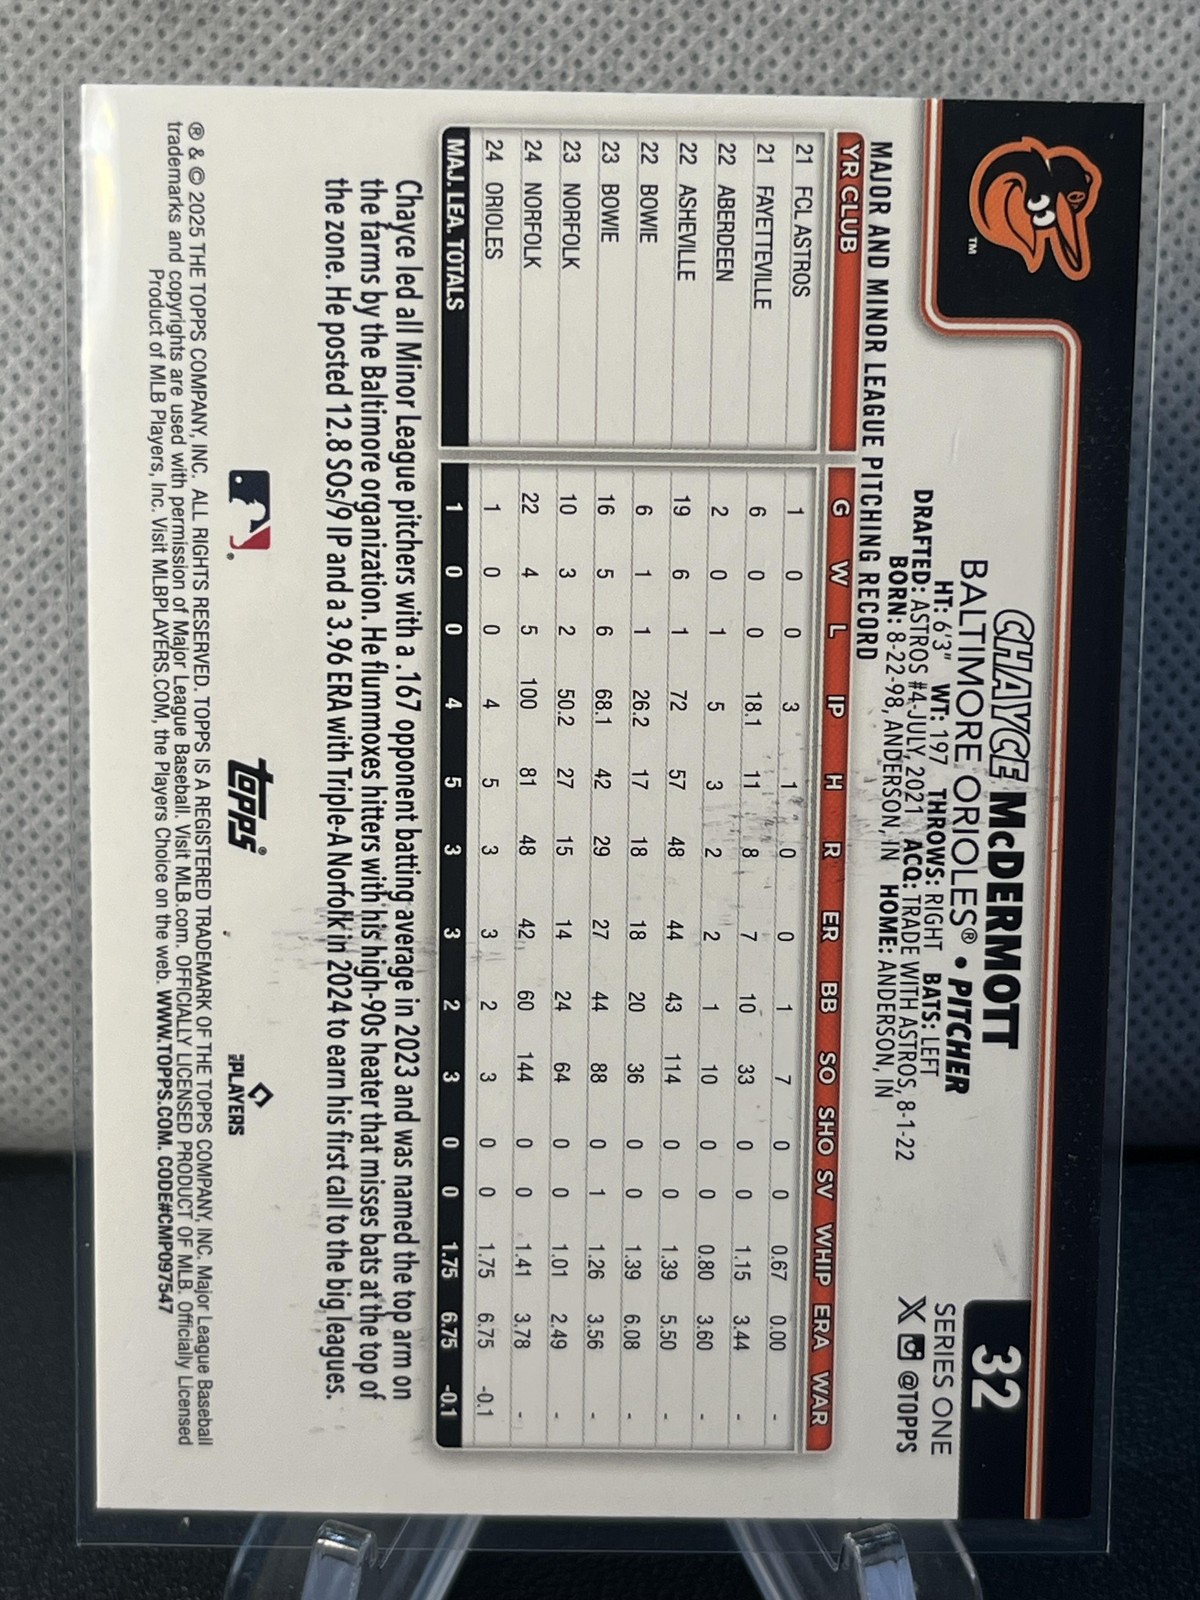 32
SERIES ONE
@TOPPS
CHAYCE McDERMOTT
BALTIMORE ORIOLES® • PITCHER
HT: 6'3" WT: 197 THROWS: RIGHT BATS: LEFT
DRAFTED: ASTROS #4-JULY, 2021 ACQ: TRADE WITH ASTROS, 8-1-22
BORN: 8-22-98, ANDERSON, IN HOME: ANDERSON, IN
MAJOR AND MINOR LEAGUE PITCHING RECORD
YR CLUB G W L IP H R ER BB SO SHO SV WHIP ERA WAR
21 FCL ASTROS 1 0 0 3 1 0 0 1 7 0 0 0.67 0.00 -
21 FAYETTEVILLE 6 0 0 18.1 11 8 7 10 33 0 0 1.15 3.44 -
22 ABERDEEN 2 0 1 5 3 2 2 1 10 0 0 0.80 3.60 -
22 ASHEVILLE 19 6 1 72 57 48 44 43 114 0 0 1.39 5.50 -
22 BOWIE 6 1 1 26.2 17 18 18 20 36 0 0 1.39 6.08 -
23 BOWIE 16 5 6 68.1 42 29 27 44 88 0 1 1.26 3.56 -
23 NORFOLK 10 3 2 50.2 27 15 14 24 64 0 0 1.01 2.49 -
24 NORFOLK 22 4 5 100 81 48 42 60 144 0 0 1.41 3.78 -
24 ORIOLES 1 0 0 4 5 3 3 2 3 0 0 1.75 6.75 -0.1
MAJ. LEA. TOTALS 1 0 0 4 5 3 3 2 3 0 0 1.75 6.75 -0.1
Chayce led all Minor League pitchers with a .167 opponent batting average in 2023 and was named the top arm on
the farms by the Baltimore organization. He flummoxes hitters with his high-90s heater that misses bats at the top of
the zone. He posted 12.8 SOs/9 IP and a 3.96 ERA with Triple-A Norfolk in 2024 to earn his first call to the big leagues.
topps®
PLAYERS
® & © 2025 THE TOPPS COMPANY, INC. ALL RIGHTS RESERVED. TOPPS IS A REGISTERED TRADEMARK OF THE TOPPS COMPANY, INC. Major League Baseball
trademarks and copyrights are used with permission of Major League Baseball. Visit MLB.com. OFFICIALLY LICENSED PRODUCT OF MLB. Officially Licensed
Product of MLB Players, Inc. Visit MLBPLAYERS.COM, the Players Choice on the web. WWW.TOPPS.COM. CODE#CMP097547